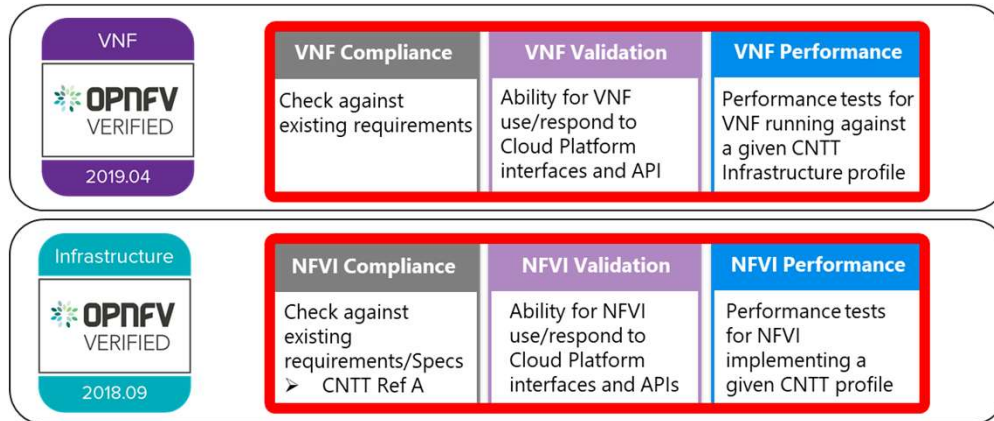 VNF
OPNFV
VERIFIED
2019.04
VNF Compliance
Check against
existing requirements
VNF Validation
Ability for VNF
use/respond to
Cloud Platform
interfaces and API
VNF Performance
Performance tests for
VNF running against
a given CNTT
Infrastructure profile
Infrastructure
OPNFV
VERIFIED
2018.09
NFVI Compliance
Check against
existing
requirements/Specs
➢ CNTT Ref A
NFVI Validation
Ability for NFVI
use/respond to
Cloud Platform
interfaces and APIs
NFVI Performance
Performance tests
for NFVI
implementing a
given CNTT profile